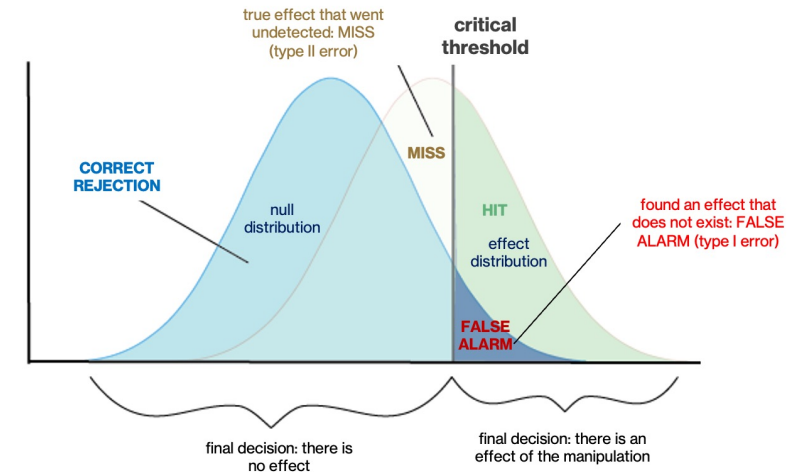 true effect that went
undetected: MISS
(type II error)
critical
threshold
MISS
CORRECT
REJECTION
null
distribution
HIT
effect
distribution
found an effect that
does not exist: FALSE
ALARM (type I error)
FALSE
ALARM
final decision: there is
no effect
final decision: there is an
effect of the manipulation